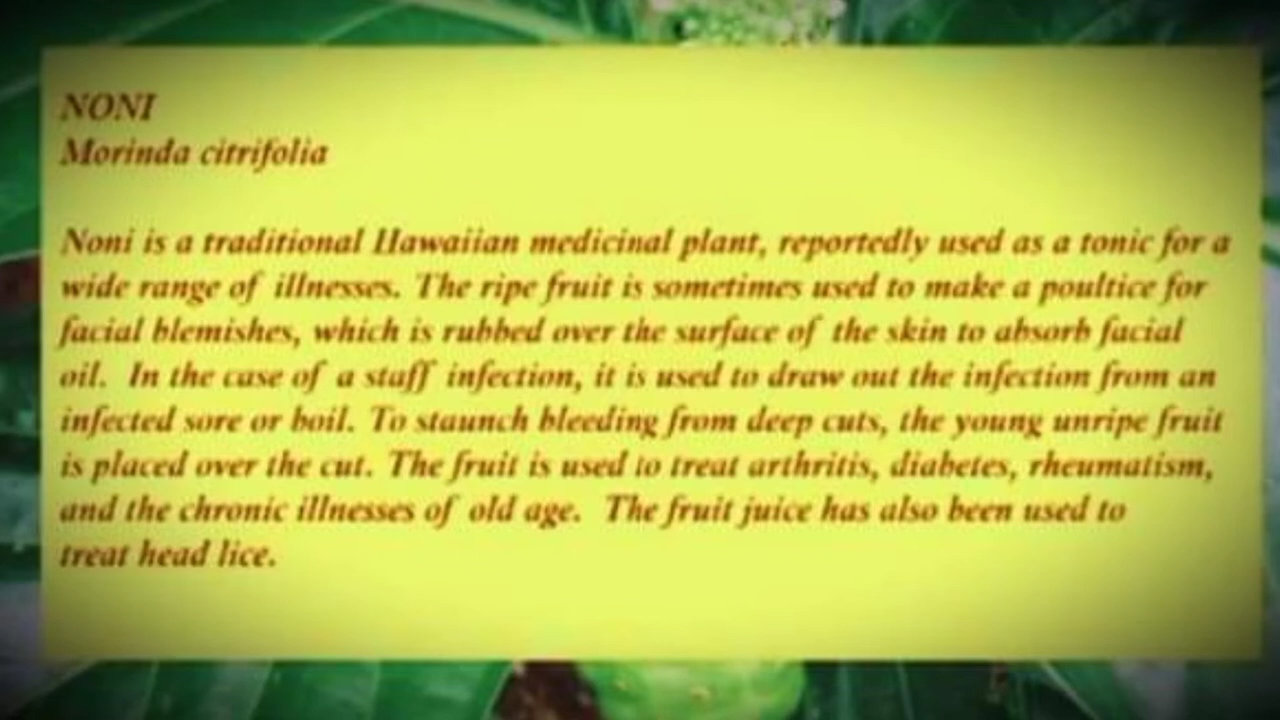 NONI
Morinda citrifolia
Noni is a traditional Hawaiian medicinal plant, reportedly used as a tonic for a
wide range of illnesses. The ripe fruit is sometimes used to make a poultice for
facial blemishes, which is rubbed over the surface of the skin to absorb facial
oil. In the case of a staff infection, it is used to draw out the infection from an
infected sore or boil. To staunch bleeding from deep cuts, the young unripe fruit
is placed over the cut. The fruit is used to treat arthritis, diabetes, rheumatism,
and the chronic illnesses of old age. The fruit juice has also been used to
treat head lice.